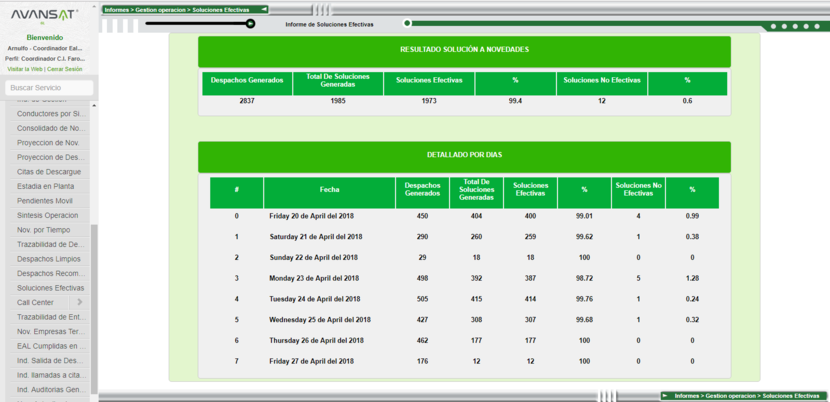 AVANSAT
Bienvenido
Arnulfo - Coordinador Eal...
Perfil: Coordinador C.I. Faro...
Visitar la Web | Cerrar Sesión
Buscar Servicio
Conductores por Si...
Consolidado de No...
Proyeccion de Nov.
Proyeccion de Des...
Citas de Descargue
Estadia en Planta
Pendientes Movil
Sintesis Operacion
Nov. por Tiempo
Trazabilidad de De...
Despachos Limpios
Despachos Recom...
Soluciones Efectivas
Call Center
Trazabilidad de Ent...
Nov. Empresas Ter...
EAL Cumplidas en ...
Ind. Salida de Des...
Ind. llamadas a cita...
Ind. Auditorias Gen...
Informes > Gestion operacion > Soluciones Efectivas
Informe de Soluciones Efectivas
RESULTADO SOLUCIÓN A NOVEDADES
Despachos Generados Total De Soluciones Generadas Soluciones Efectivas % Soluciones No Efectivas %
2837 1985 1973 99.4 12 0.6
DETALLADO POR DIAS
# Fecha Despachos Generados Total De Soluciones Generadas Soluciones Efectivas % Soluciones No Efectivas %
0 Friday 20 de April del 2018 450 404 400 99.01 4 0.99
1 Saturday 21 de April del 2018 290 260 259 99.62 1 0.38
2 Sunday 22 de April del 2018 29 18 18 100 0 0
3 Monday 23 de April del 2018 498 392 387 98.72 5 1.28
4 Tuesday 24 de April del 2018 505 415 414 99.76 1 0.24
5 Wednesday 25 de April del 2018 427 308 307 99.68 1 0.32
6 Thursday 26 de April del 2018 462 177 177 100 0 0
7 Friday 27 de April del 2018 176 12 12 100 0 0
Informes > Gestion operacion > Soluciones Efectivas